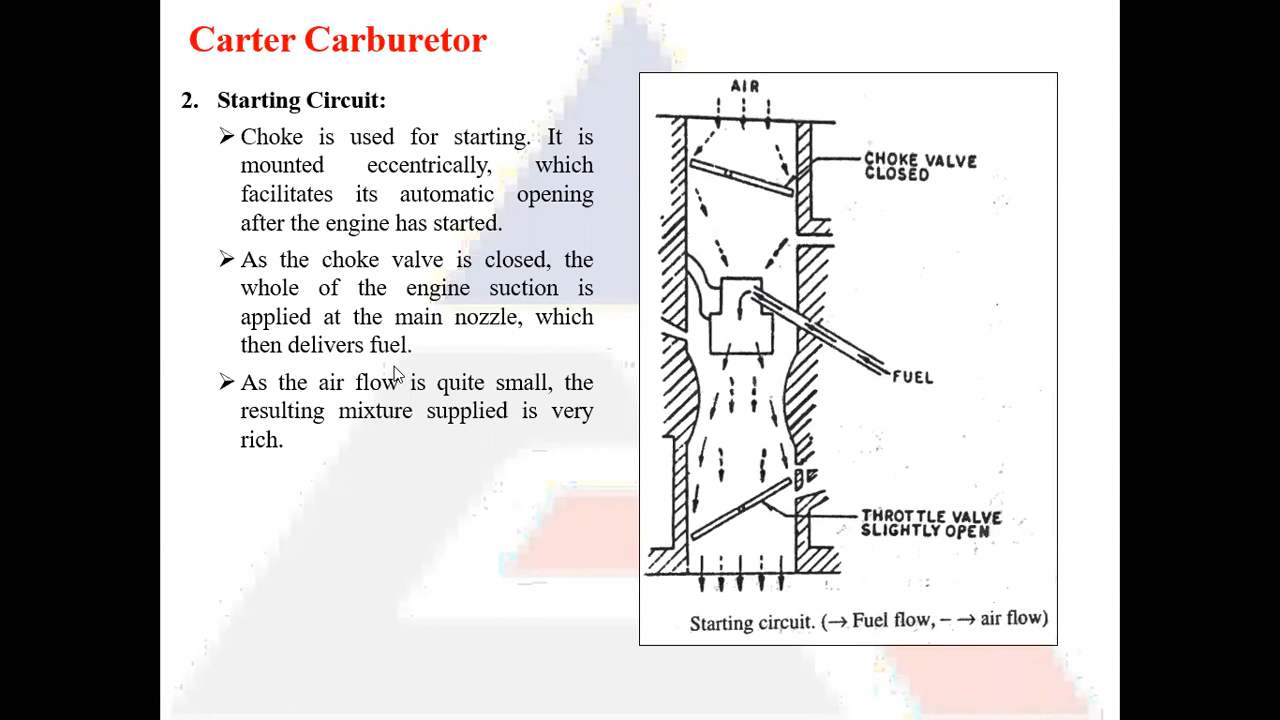 Carter Carburetor
2. Starting Circuit:
➢ Choke is used for starting. It is
mounted eccentrically, which
facilitates its automatic opening
after the engine has started.
➢ As the choke valve is closed, the
whole of the engine suction is
applied at the main nozzle, which
then delivers fuel.
➢ As the air flow is quite small, the
resulting mixture supplied is very
rich.
AIR
CHOKE VALVE
CLOSED
FUEL
THROTTLE VALVE
SLIGHTLY OPEN
Starting circuit. (→ Fuel flow, – → air flow)